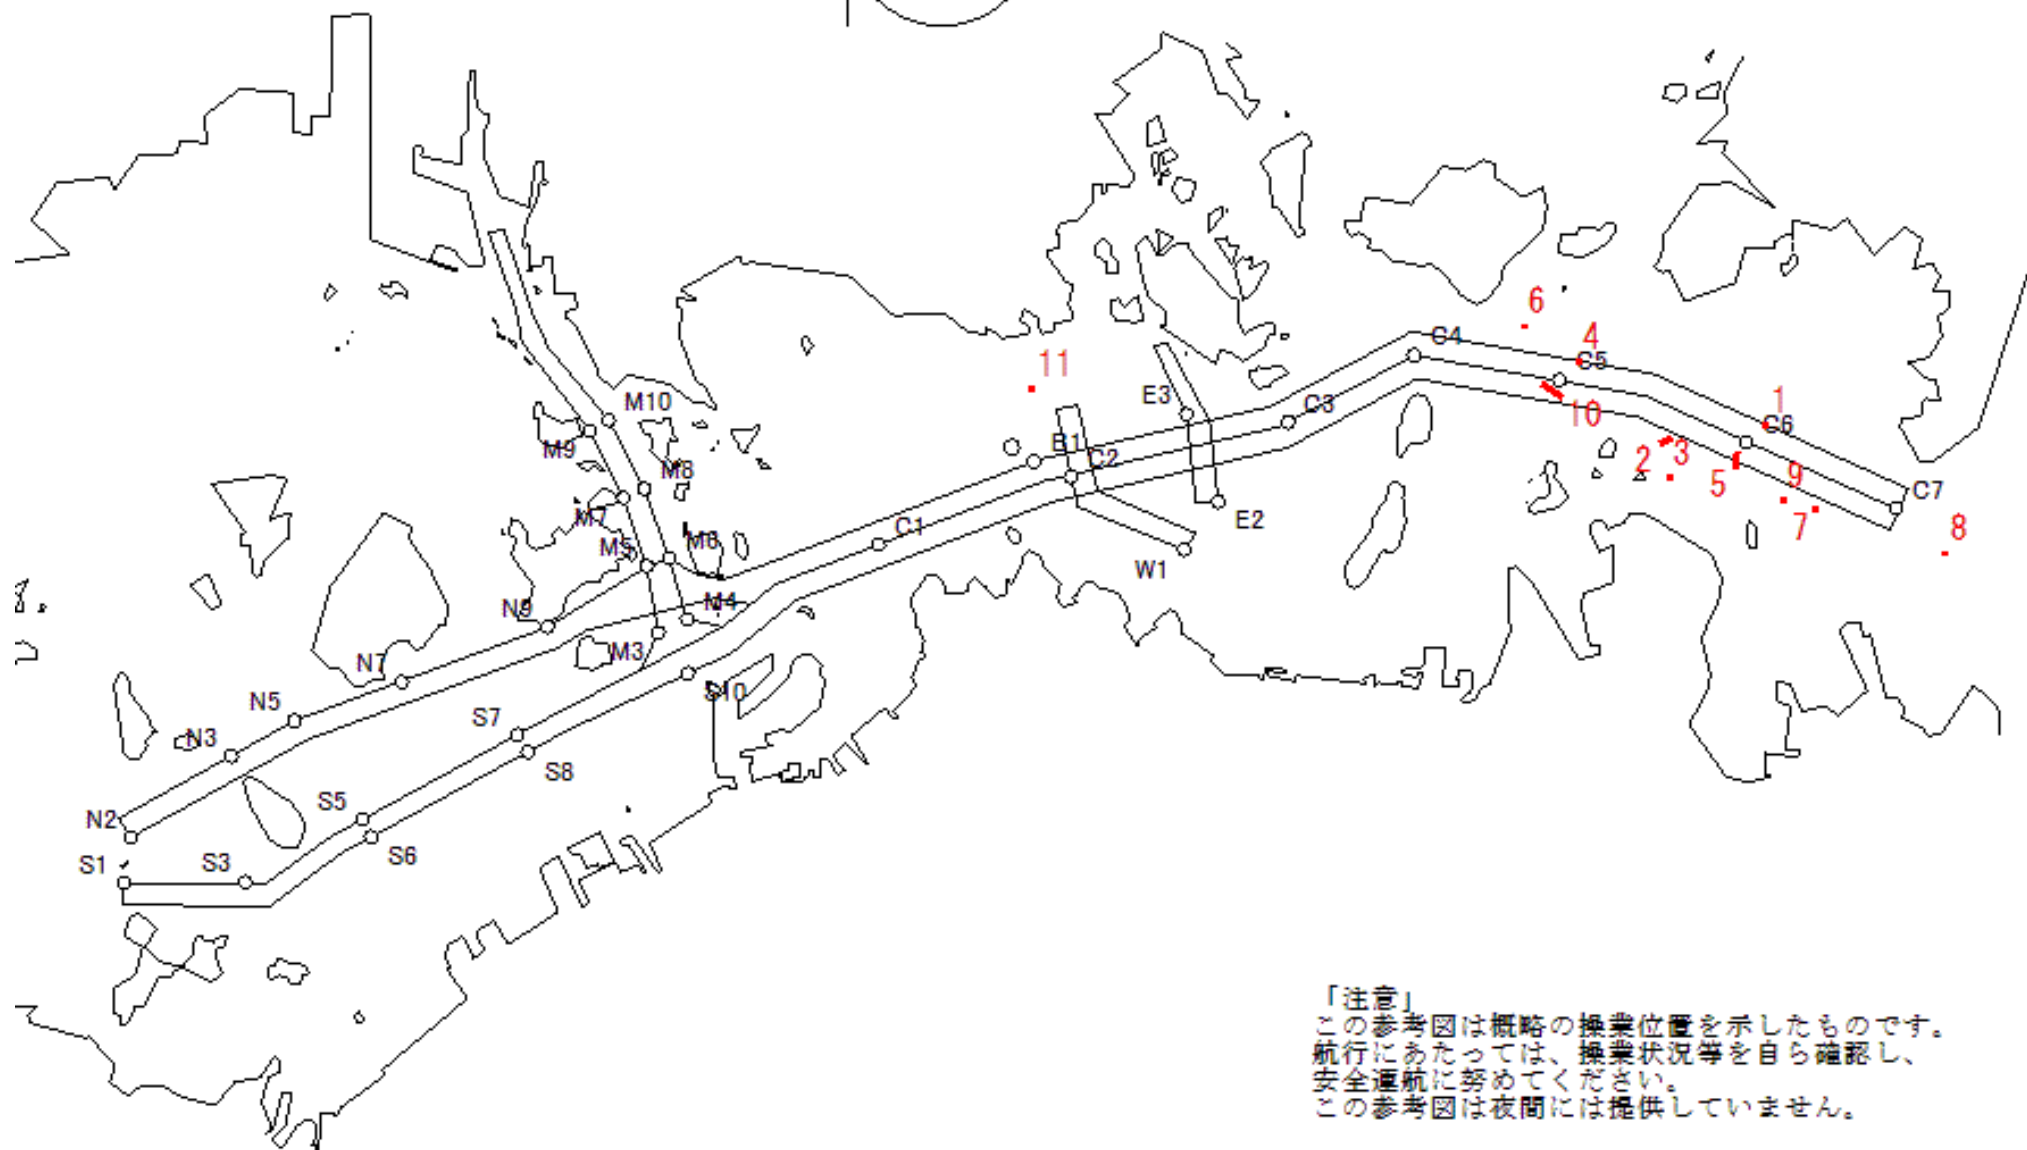 6
C4
4
C5
11
M10
E3
C3
10
1
C6
M9
B1
C2
M8
2
3
5
9
C7
M7
E2
7
8
C1
M5
M6
W1
N9
M4
M3
N7
S10
N5
S7
N3
S8
S5
N2
S6
S1
S3
「注意」
この参考図は概略の操業位置を示したものです。
航行にあたっては、操業状況等を自ら確認し、
安全運航に努めてください。
この参考図は夜間には提供していません。